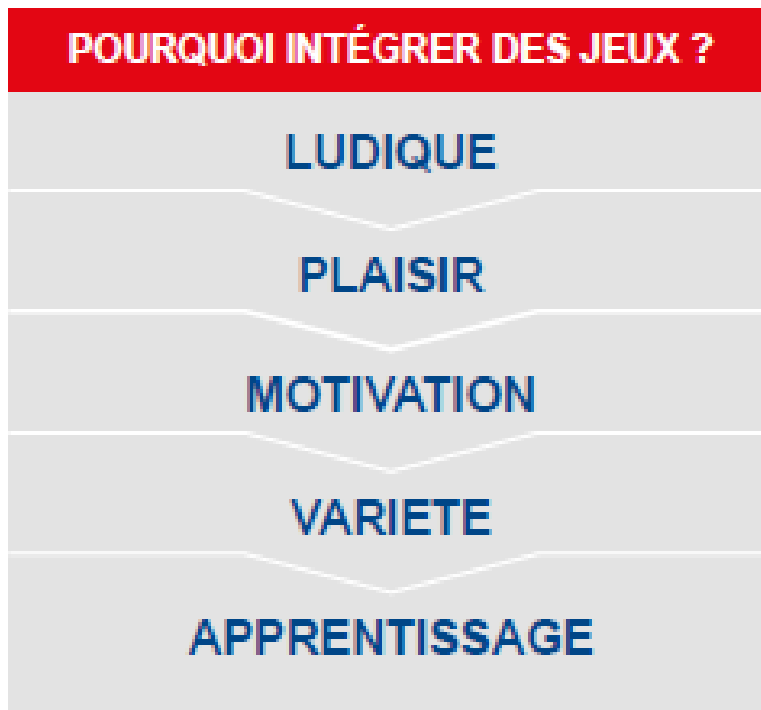 POURQUOI INTÉGRER DES JEUX ?
LUDIQUE
PLAISIR
MOTIVATION
VARIETE
APPRENTISSAGE